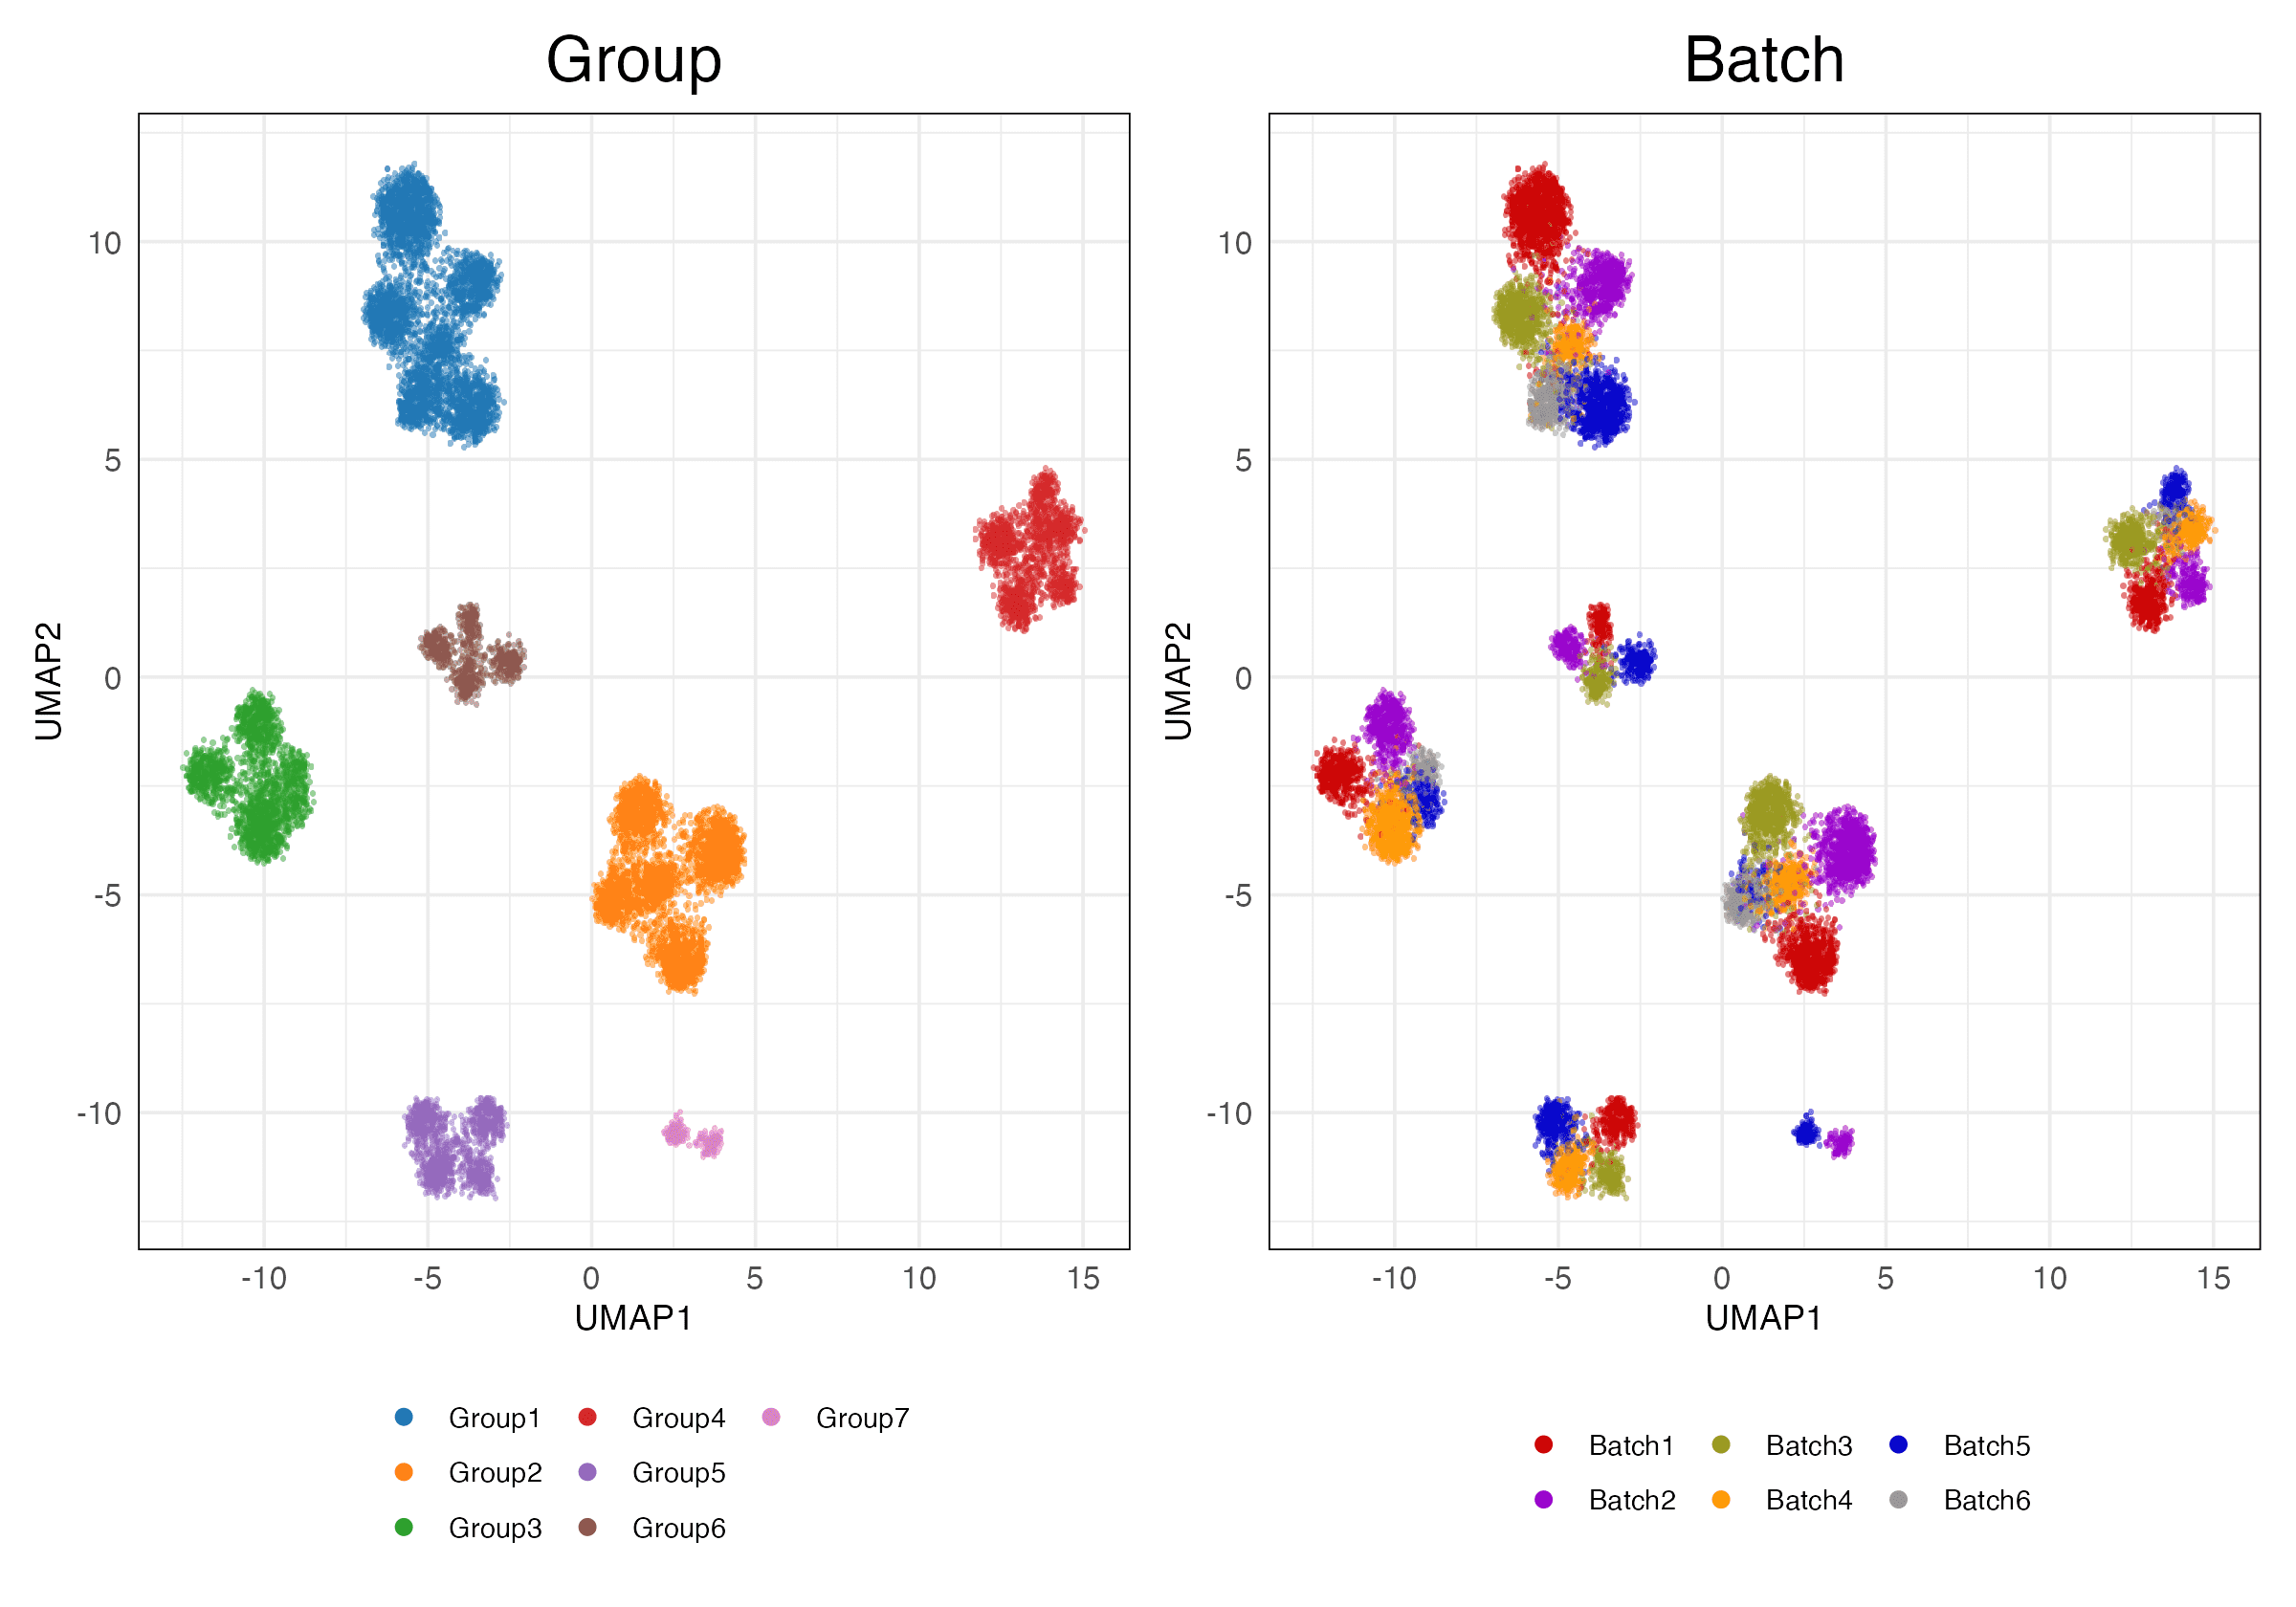 Group
Batch
10
5
0
-5
-10
UMAP2
-10 -5 0 5 10 15
UMAP1
10
5
0
-5
-10
UMAP2
-10 -5 0 5 10 15
UMAP1
Group1 Group4 Group7
Group2 Group5
Group3 Group6
Batch1 Batch3 Batch5
Batch2 Batch4 Batch6